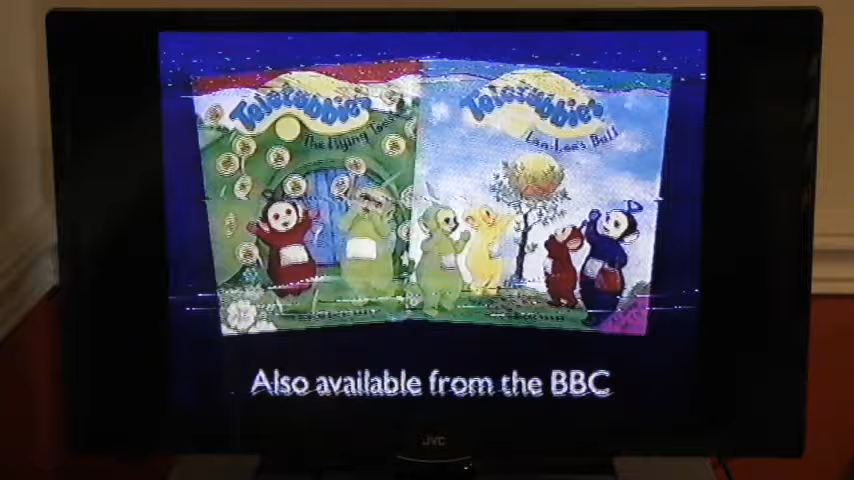 Teletubbies
The Flying Toast
Teletubbies
Laa-Laa's Ball
Also available from the BBC
JVC